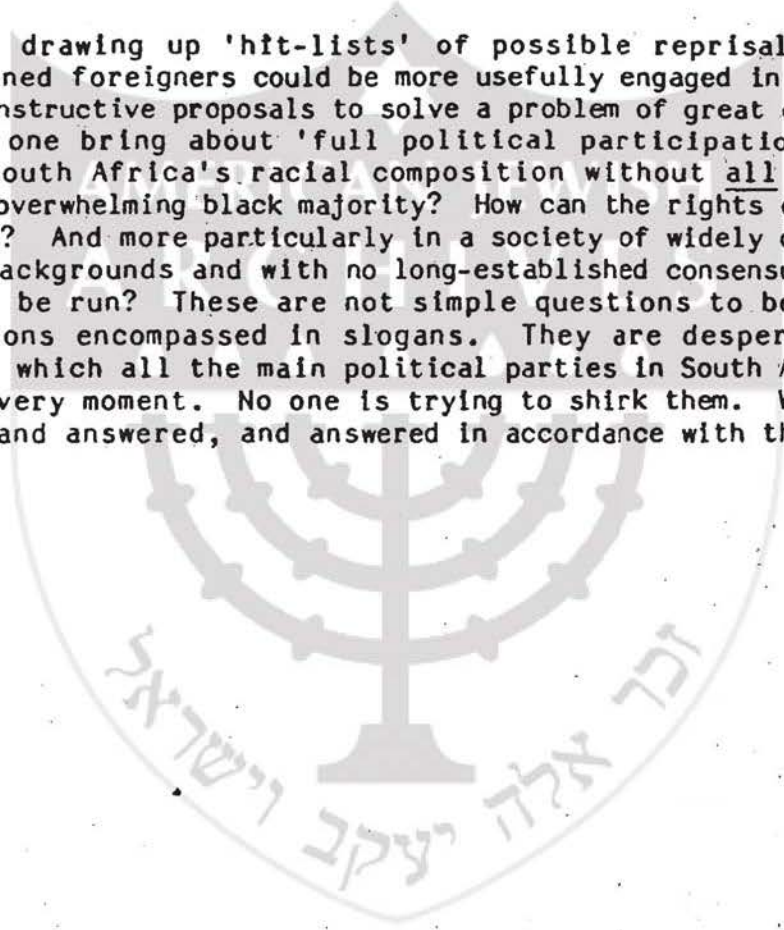 drawing up 'hit-lists' of possible reprisal
ned foreigners could be more usefully engaged in
nstructive proposals to solve a problem of great
one bring about 'full political participatio
outh Africa's racial composition without all
overwhelming black majority? How can the rights
? And more particularly in a society of widely
ackgrounds and with no long-established consensu
be run? These are not simple questions to be
ons encompassed in slogans. They are desper
which all the main political parties in South A
very moment. No one is trying to shirk them. W
and answered, and answered in accordance with th
AMERICAN JEWISH
ARCHIVES
זכר אלה יעקב וישראל